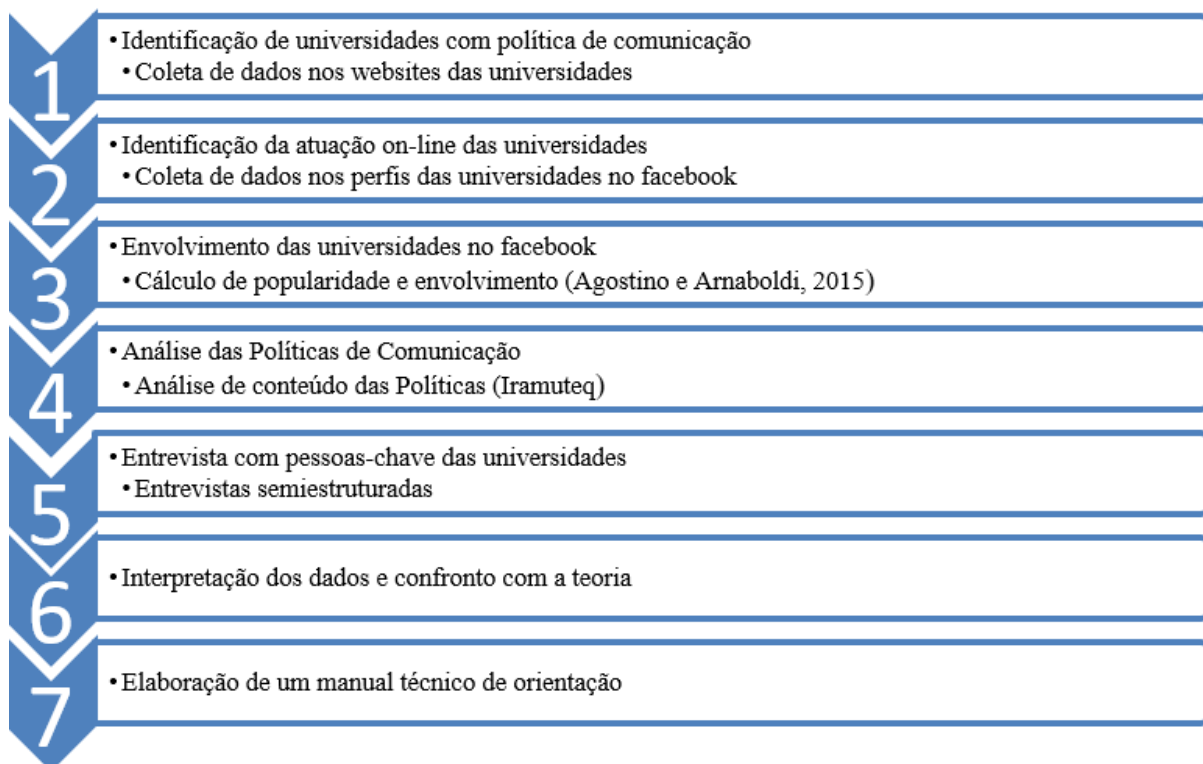 1
• Identificação de universidades com política de comunicação
• Coleta de dados nos websites das universidades
2
• Identificação da atuação on-line das universidades
• Coleta de dados nos perfis das universidades no facebook
3
• Envolvimento das universidades no facebook
• Cálculo de popularidade e envolvimento (Agostino e Arnaboldi, 2015)
4
• Análise das Políticas de Comunicação
• Análise de conteúdo das Políticas (Iramuteq)
5
• Entrevista com pessoas-chave das universidades
• Entrevistas semiestruturadas
6
• Interpretação dos dados e confronto com a teoria
7
• Elaboração de um manual técnico de orientação